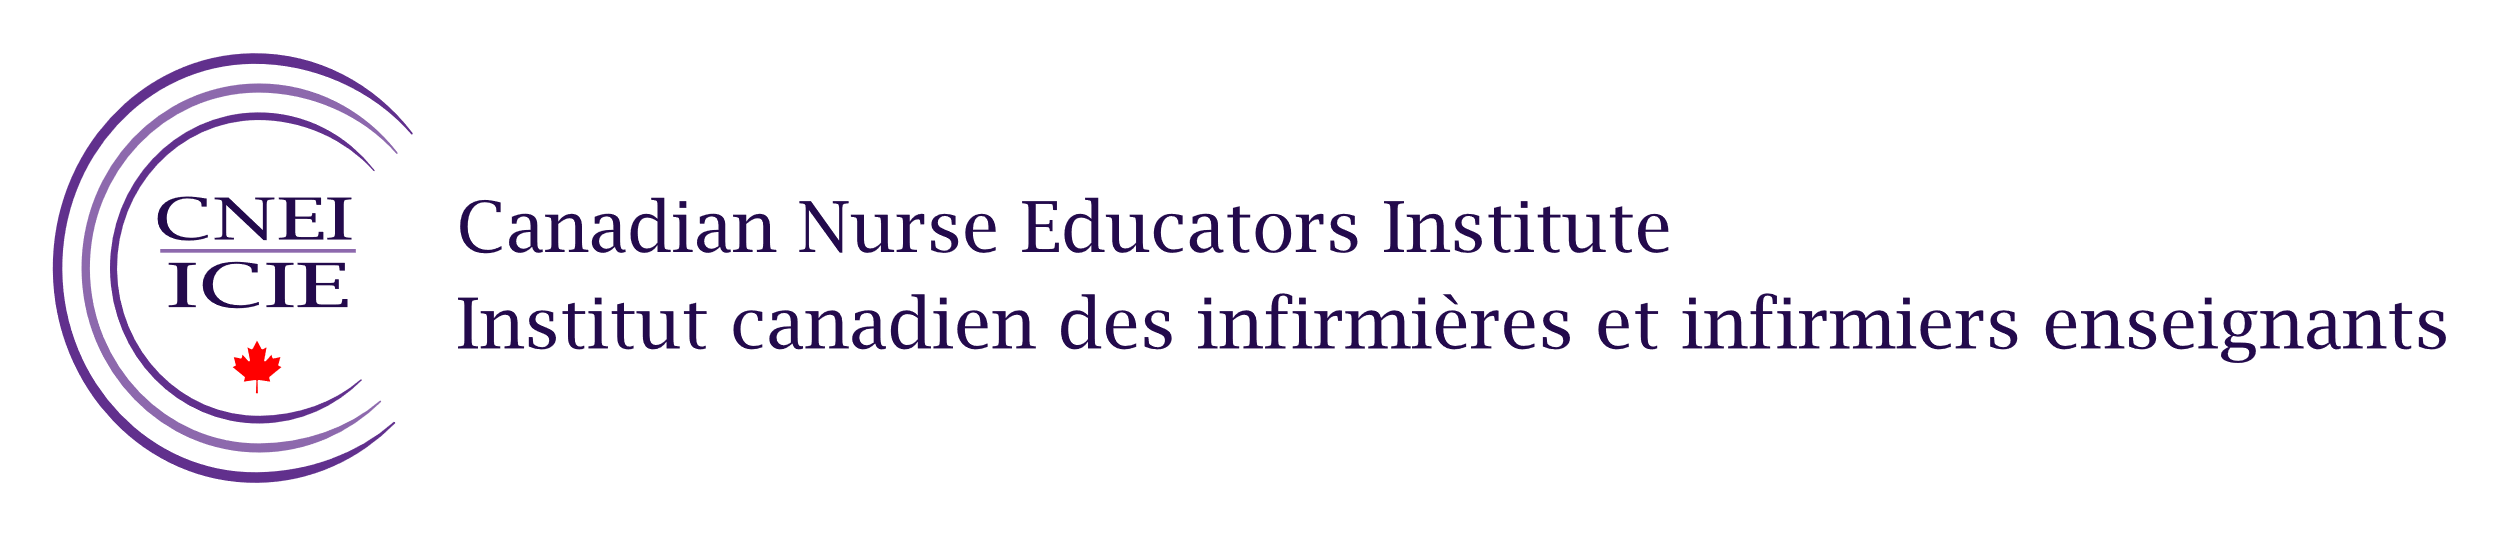 CNEI
ICIE
Canadian Nurse Educators Institute
Institut canadien des infirmières et infirmiers enseignants